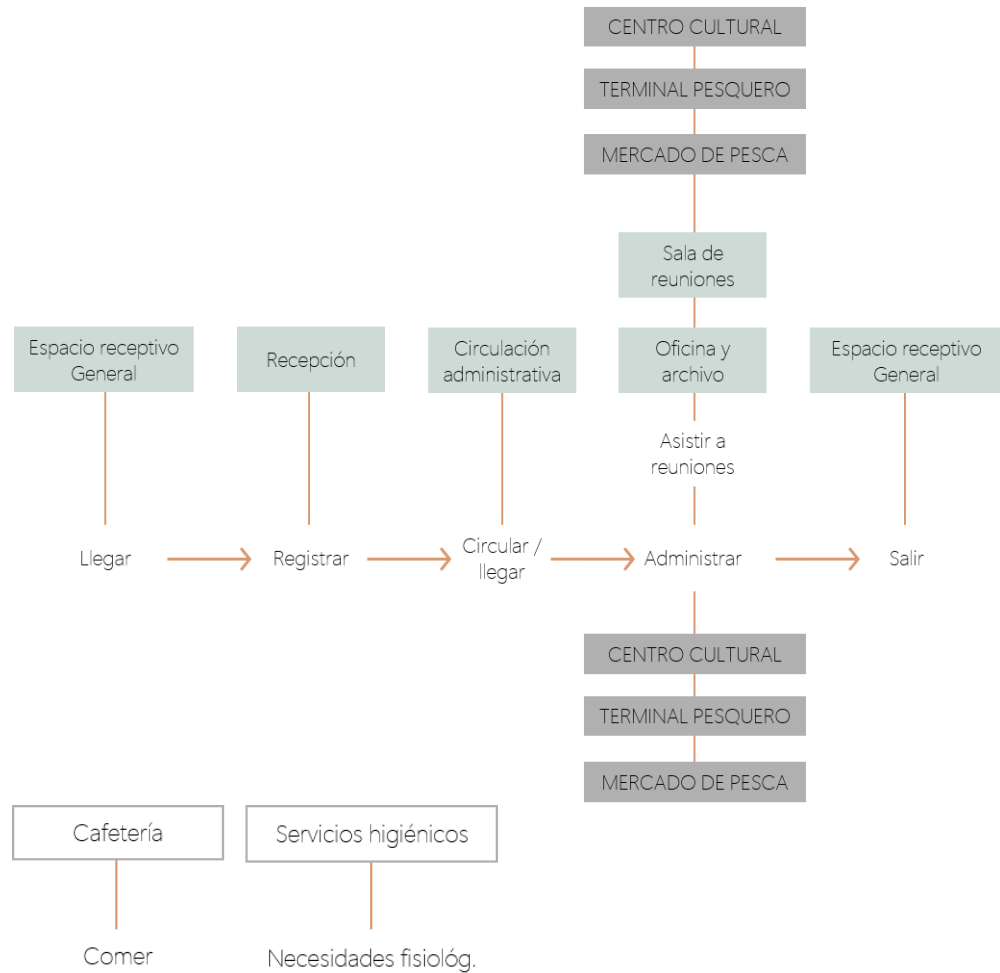 CENTRO CULTURAL
TERMINAL PESQUERO
MERCADO DE PESCA
Sala de
reuniones
Espacio receptivo
General
Recepción
Circulación
administrativa
Oficina y
archivo
Espacio receptivo
General
Asistir a
reuniones
Llegar
Registrar
Circular /
llegar
Administrar
Salir
CENTRO CULTURAL
TERMINAL PESQUERO
MERCADO DE PESCA
Cafetería
Servicios higiénicos
Comer
Necesidades fisiológ.